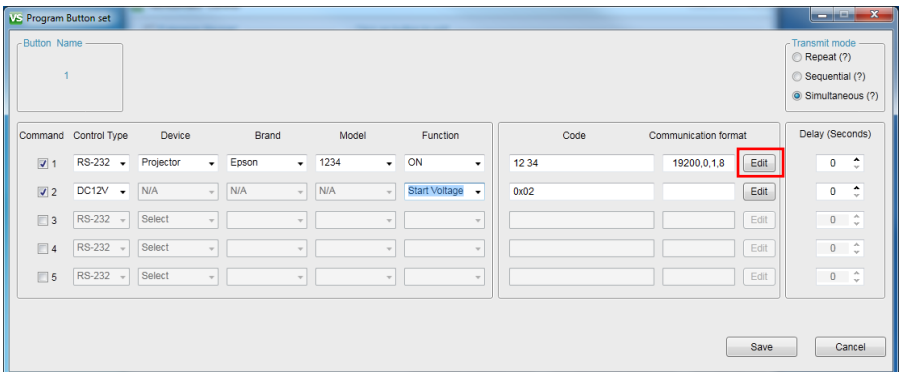 VS Program Button set
Button Name
1
Transmit mode
Repeat (?)
Sequential (?)
Simultaneous (?)
Command Control Type Device Brand Model Function Code Communication format Delay (Seconds)
1 RS-232 Projector Epson 1234 ON 12 34 19200,0,1,8 Edit 0
2 DC12V N/A N/A N/A Start Voltage 0x02 Edit 0
3 RS-232 Select Edit 0
4 RS-232 Select Edit 0
5 RS-232 Select Edit 0
Save Cancel